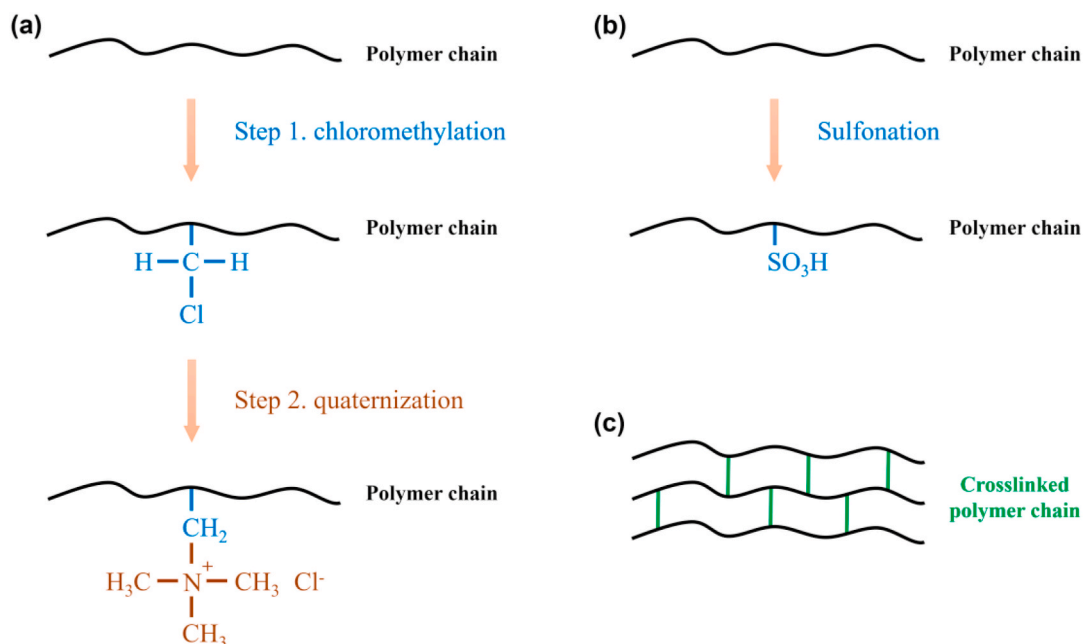 (a)
Polymer chain
Step 1. chloromethylation
Polymer chain
H C H
Cl
Step 2. quaternization
Polymer chain
CH₂
H₃C N⁺ CH₃ Cl⁻
CH₃
(b)
Polymer chain
Sulfonation
Polymer chain
SO₃H
(c)
Crosslinked
polymer chain